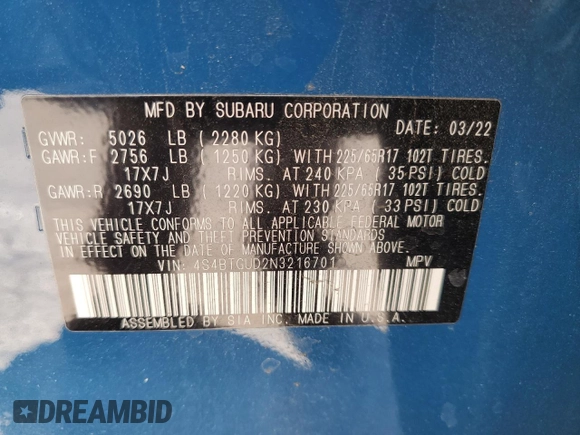 MFD BY SUBARU CORPORATION
DATE: 03/22
GVWR: 5026 LB (2280 KG)
GAWR:F 2756 LB (1250 KG) WITH 225/65R17 102T TIRES.
17X7J RIMS. AT 240 KPA (35 PSI) COLD
GAWR:R 2690 LB (1220 KG) WITH 225/65R17 102T TIRES.
17X7J RIMS. AT 230 KPA (33 PSI) COLD
THIS VEHICLE CONFORMS TO ALL APPLICABLE FEDERAL MOTOR
VEHICLE SAFETY AND THEFT PREVENTION STANDARDS
IN EFFECT ON THE DATE OF MANUFACTURE SHOWN ABOVE.
VIN: 4S4BTGUD2N3216701 MPV
ASSEMBLED BY SIA INC. MADE IN U.S.A.
DREAMBID